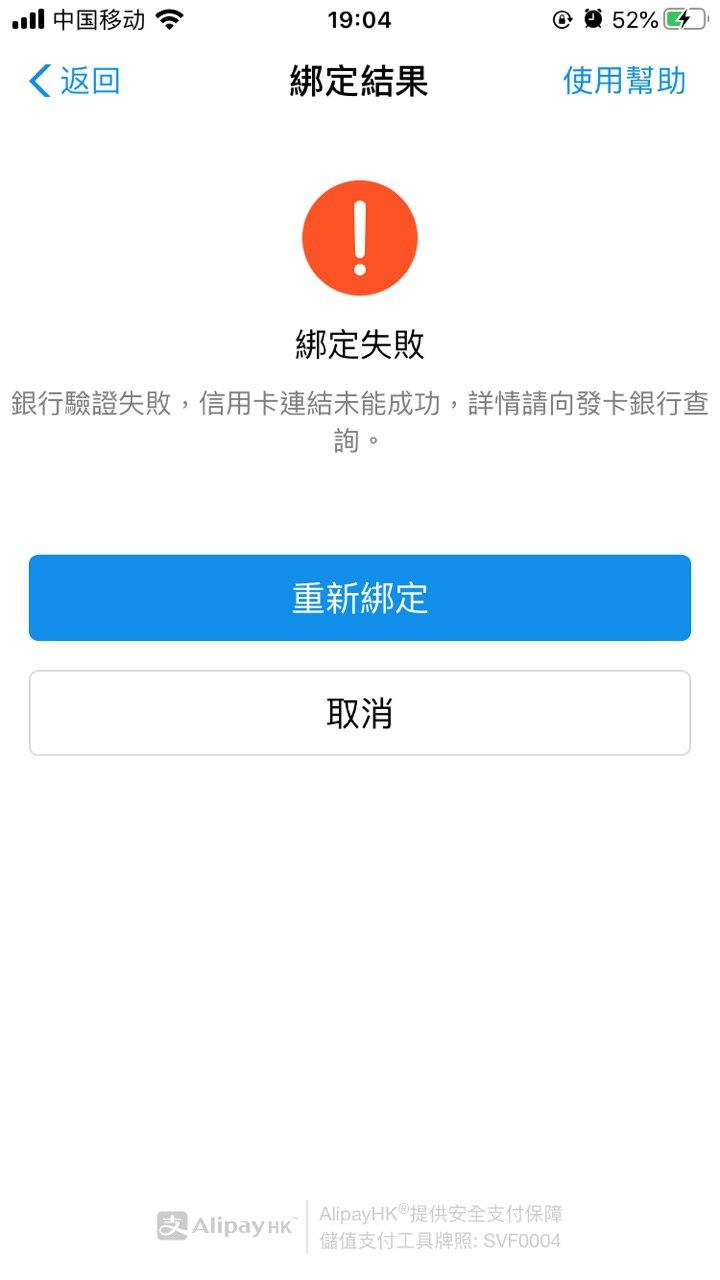 中国移动 19:04 52%
返回 綁定結果 使用幫助
綁定失敗
銀行驗證失敗，信用卡連結未能成功，詳情請向發卡銀行查
詢。
重新綁定
取消
支 AlipayHK™ AlipayHK®提供安全支付保障
儲值支付工具牌照: SVF0004